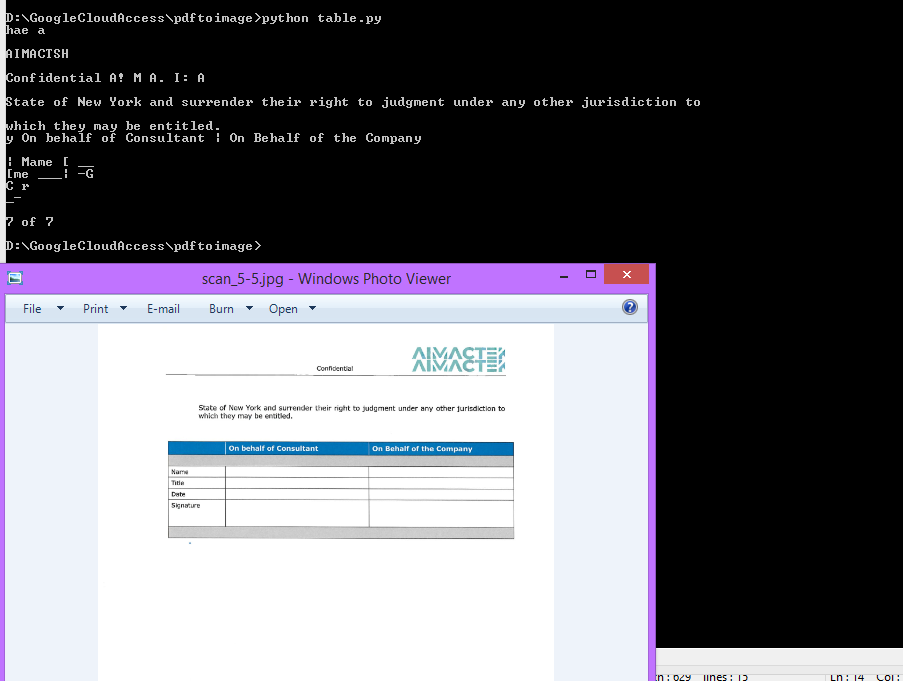 D:\GoogleCloudAccess\pdftoimage>python table.py
hae a
AIMACTSH
Confidential A! M A. I: A
State of New York and surrender their right to judgment under any other jurisdiction to
which they may be entitled.
y On behalf of Consultant ¦ On Behalf of the Company
¦ Mame [ __
[me ___¦ -G
C r
_-
7 of 7
D:\GoogleCloudAccess\pdftoimage>
scan_5-5.jpg - Windows Photo Viewer
File Print E-mail Burn Open
Confidential
State of New York and surrender their right to judgment under any other jurisdiction to
which they may be entitled.
On behalf of Consultant On Behalf of the Company
Name
Title
Date
Signature
629 lines : 15 Ln : 14 Col :